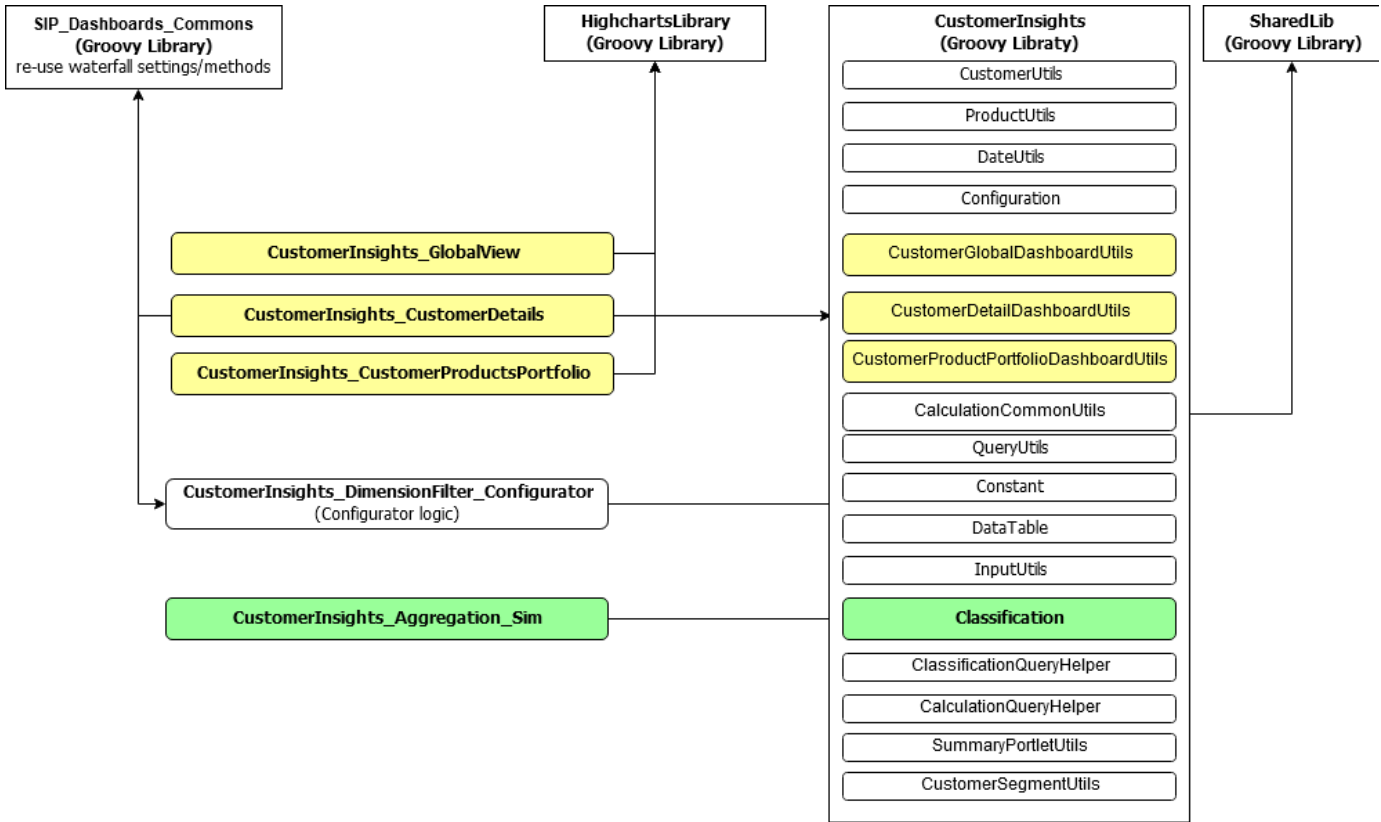 SIP_Dashboards_Commons
(Groovy Library)
re-use waterfall settings/methods
HighchartsLibrary
(Groovy Library)
CustomerInsights
(Groovy Libraty)
SharedLib
(Groovy Library)
CustomerUtils
ProductUtils
DateUtils
Configuration
CustomerInsights_GlobalView
CustomerGlobalDashboardUtils
CustomerInsights_CustomerDetails
CustomerDetailDashboardUtils
CustomerInsights_CustomerProductsPortfolio
CustomerProductPortfolioDashboardUtils
CalculationCommonUtils
QueryUtils
CustomerInsights_DimensionFilter_Configurator
(Configurator logic)
Constant
DataTable
InputUtils
CustomerInsights_Aggregation_Sim
Classification
ClassificationQueryHelper
CalculationQueryHelper
SummaryPortletUtils
CustomerSegmentUtils